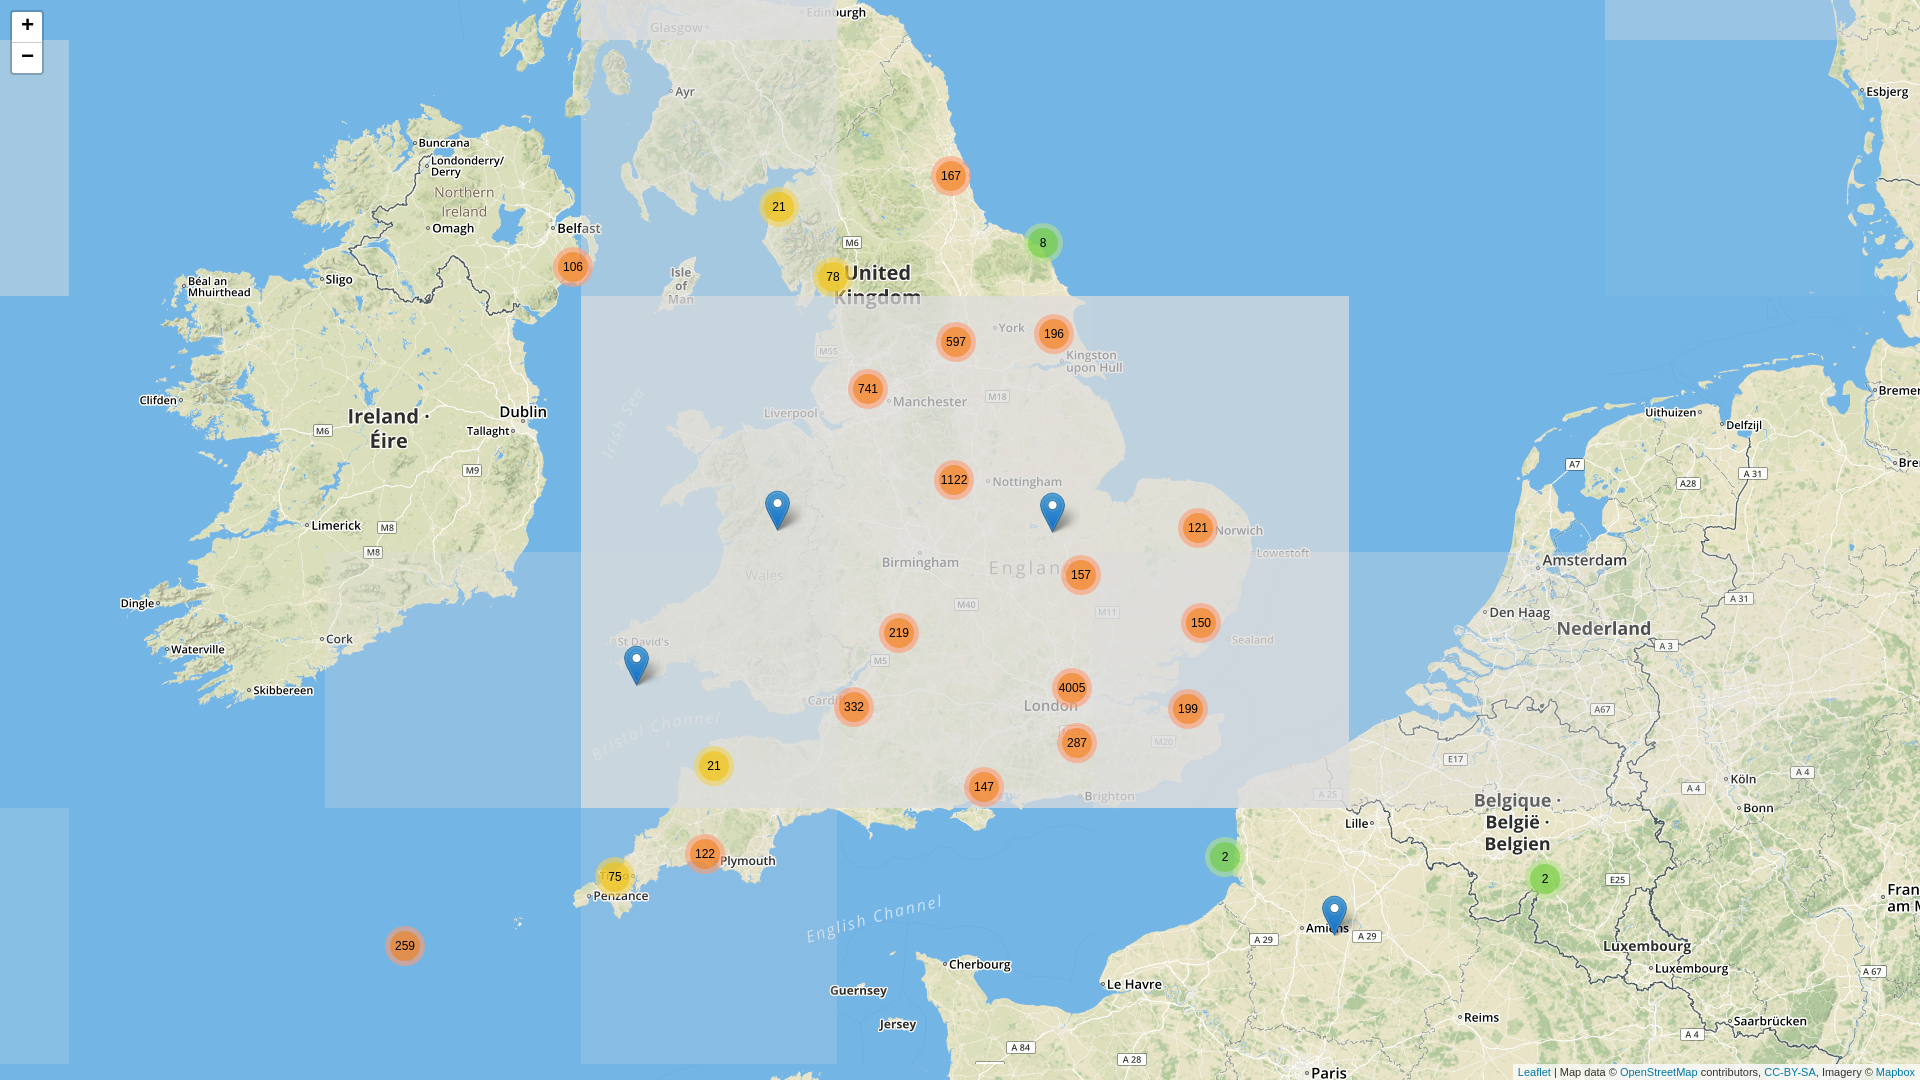 +
−
Edinburgh
Glasgow
Ayr
Esbjerg
Buncrana
Londonderry/
Derry
167
Northern
Ireland
21
Omagh
Belfast
M6
8
106
Isle
of
Man
78
United
Kingdom
Sligo
Béal an
Mhuirthead
York
196
597
M55
Kingston
upon Hull
741
Manchester
M18
Bremer
Clifden
Liverpool
Dublin
Uithuizen
Ireland ·
Éire
Irish Sea
Delfzijl
M6
Tallaght
M9
A7
A 31
Bre
A28
1122
Nottingham
Limerick
M8
121
Norwich
M8
Lowestoft
Birmingham
Amsterdam
England
157
Wales
A 31
Dingle
M40
M11
Den Haag
150
Nederland
219
Cork
St David's
Sealand
A 3
Waterville
M5
Skibbereen
4005
Cardiff
332
London
199
A67
Bristol Channel
287
M20
E17
21
A 4
Köln
147
Brighton
A 25
A 4
Belgique ·
België ·
Belgien
Bonn
Lille
122
Plymouth
2
75
2
E25
Penzance
Fran
am M
English Channel
Amiens
259
A 29
A 29
Luxembourg
Cherbourg
Luxembourg
A 67
Le Havre
Guernsey
Reims
Jersey
Saarbrücken
A 4
A 84
A 28
Paris
Leaflet | Map data © OpenStreetMap contributors, CC-BY-SA, Imagery © Mapbox